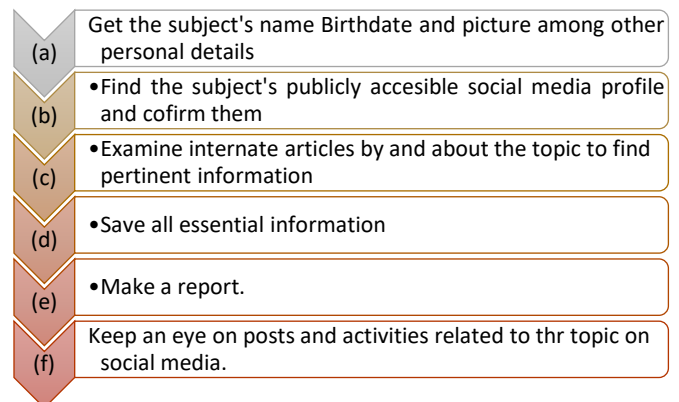 (a)
Get the subject's name Birthdate and picture among other
personal details
(b)
•Find the subject's publicly accesible social media profile
and cofirm them
(c)
•Examine internate articles by and about the topic to find
pertinent information
(d)
•Save all essential information
(e)
•Make a report.
(f)
Keep an eye on posts and activities related to thr topic on
social media.